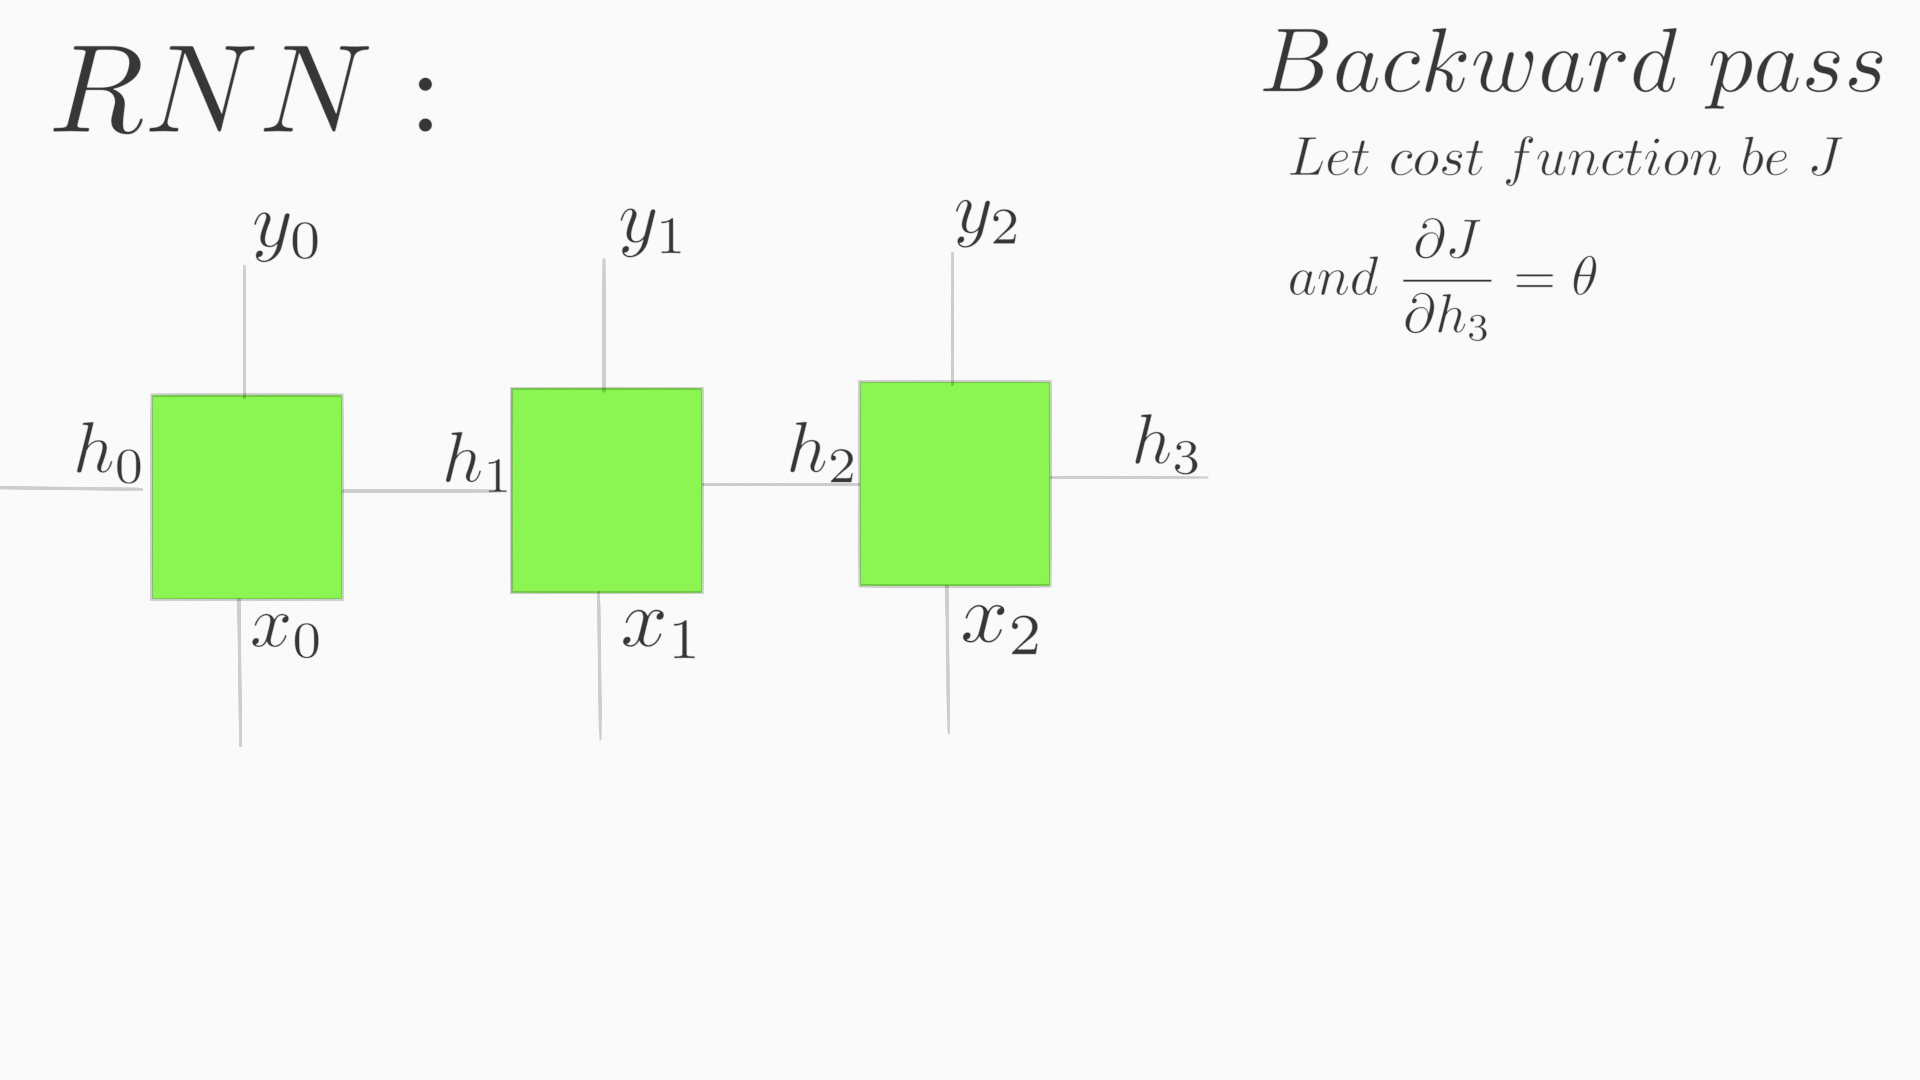 RNN :
Backward pass
Let cost function be J
and ∂J/∂h₃ = θ
y₀ y₁ y₂
h₀ h₁ h₂ h₃
x₀ x₁ x₂